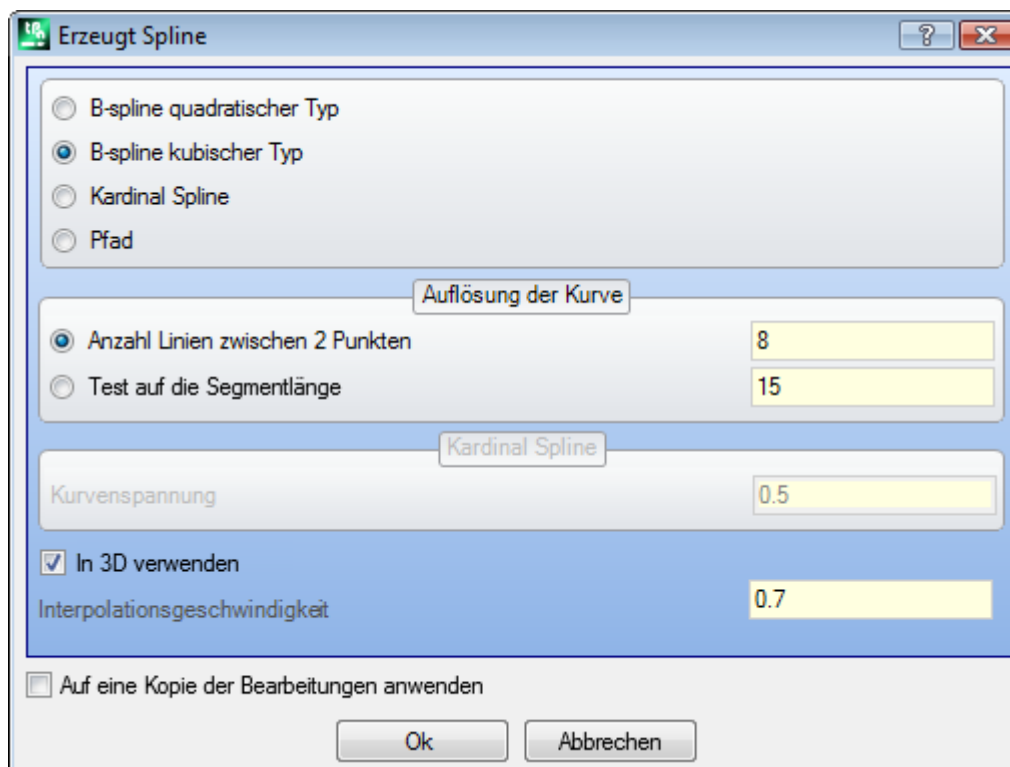 Erzeugt Spline
B-spline quadratischer Typ
B-spline kubischer Typ
Kardinal Spline
Pfad
Auflösung der Kurve
Anzahl Linien zwischen 2 Punkten 8
Test auf die Segmentlänge 15
Kardinal Spline
Kurvenspannung 0.5
In 3D verwenden
Interpolationsgeschwindigkeit 0.7
Auf eine Kopie der Bearbeitungen anwenden
Ok Abbrechen